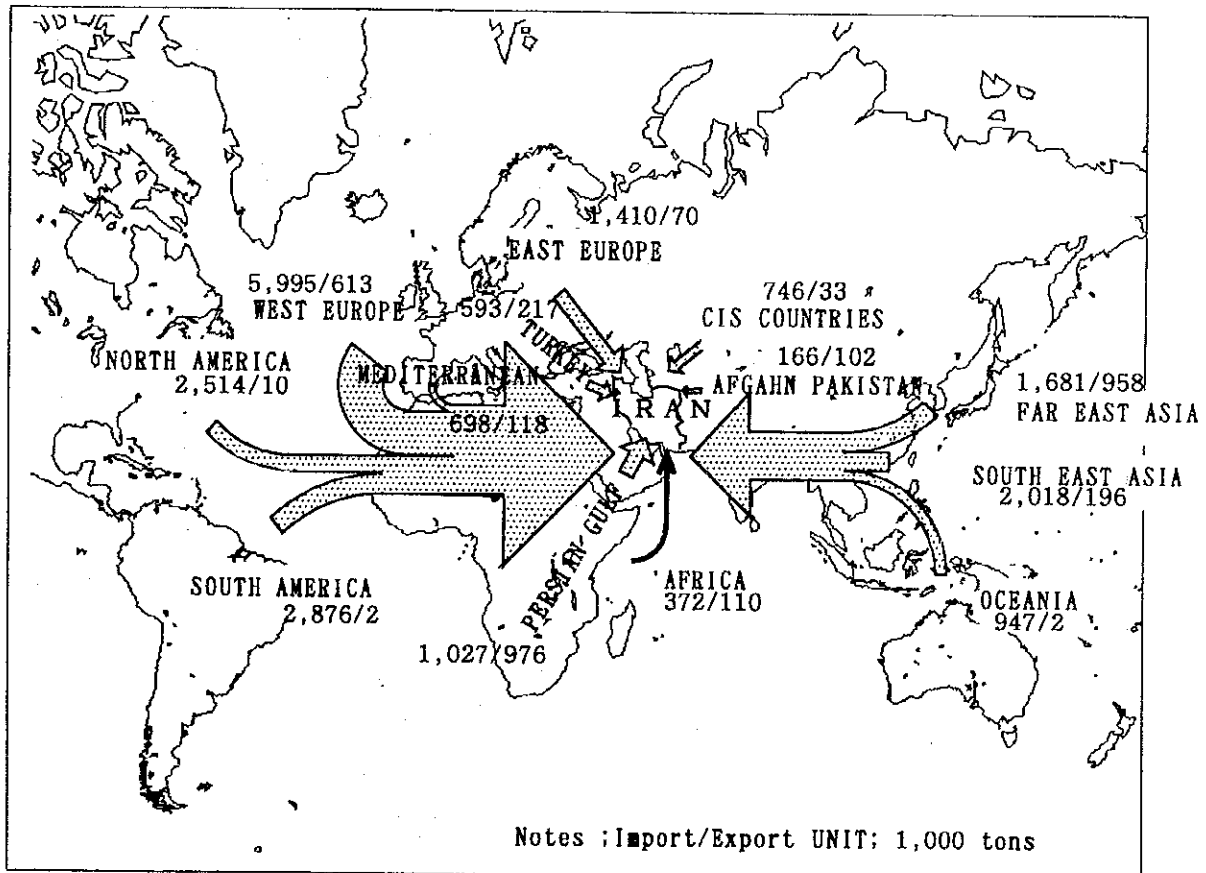 1,410/70
EAST EUROPE
5,995/613
WEST EUROPE
593/217
TURKEY
746/33
CIS COUNTRIES
NORTH AMERICA
2,514/10
MEDITERRANEAN
698/118
166/102
AFGAHN PAKISTAN
IRAN
1,681/958
FAR EAST ASIA
SOUTH EAST ASIA
2,018/196
PERSIAN GULF
1,027/976
SOUTH AMERICA
2,876/2
AFRICA
372/110
OCEANIA
947/2
Notes ;Import/Export UNIT; 1,000 tons